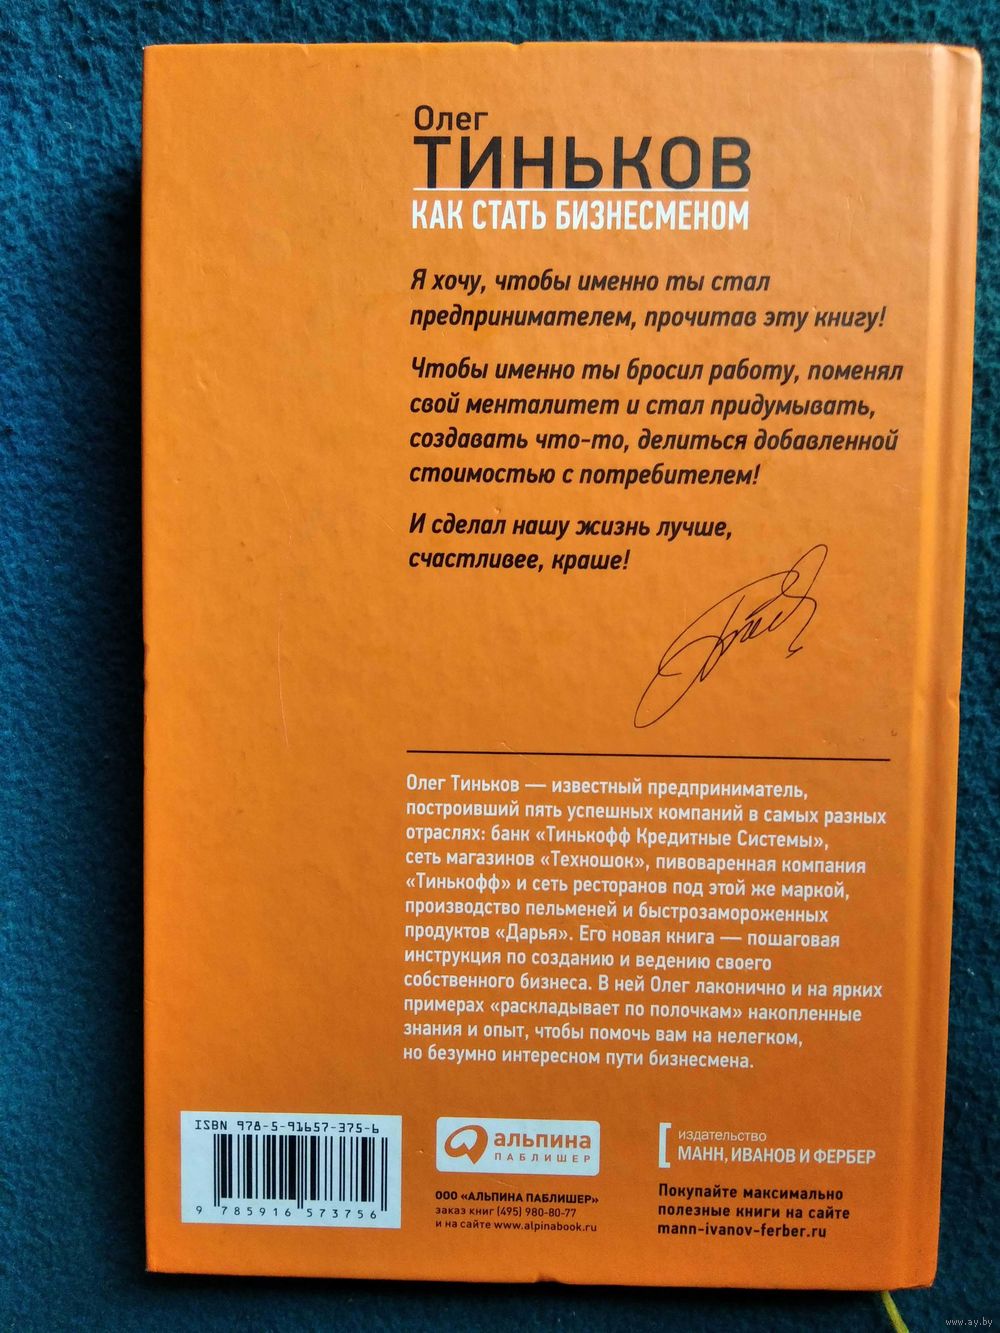 Олег
ТИНЬКОВ
КАК СТАТЬ БИЗНЕСМЕНОМ
Я хочу, чтобы именно ты стал
предпринимателем, прочитав эту книгу!
Чтобы именно ты бросил работу, поменял
свой менталитет и стал придумывать,
создавать что-то, делиться добавленной
стоимостью с потребителем!
И сделал нашу жизнь лучше,
счастливее, краше!
Олег Тиньков — известный предприниматель,
построивший пять успешных компаний в самых разных
отраслях: банк «Тинькофф Кредитные Системы»,
сеть магазинов «Техношок», пивоваренная компания
«Тинькофф» и сеть ресторанов под этой же маркой,
производство пельменей и быстрозамороженных
продуктов «Дарья». Его новая книга — пошаговая
инструкция по созданию и ведению своего
собственного бизнеса. В ней Олег лаконично и на ярких
примерах «раскладывает по полочкам» накопленные
знания и опыт, чтобы помочь вам на нелегком,
но безумно интересном пути бизнесмена.
ISBN 978-5-91657-375-6
9 785916 573756
альпина
ПАБЛИШЕР
ООО «АЛЬПИНА ПАБЛИШЕР»
заказ книг (495) 980-80-77
и на сайте www.alpinabook.ru
издательство
МАНН, ИВАНОВ И ФЕРБЕР
Покупайте максимально
полезные книги на сайте
mann-ivanov-ferber.ru
www.ay.by